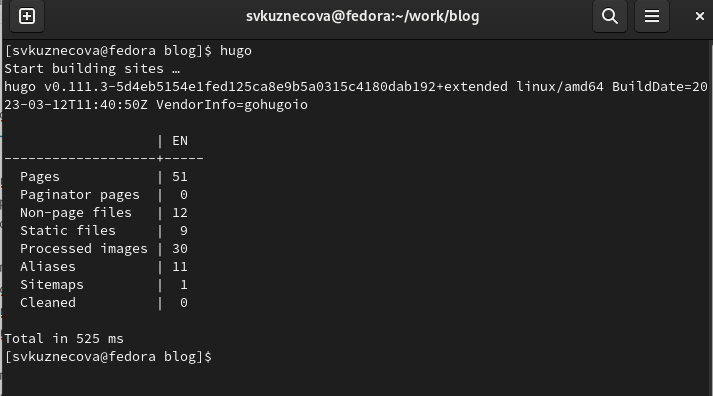 svkuznecova@fedora:~/work/blog
[svkuznecova@fedora blog]$ hugo
Start building sites …
hugo v0.111.3-5d4eb5154e1fed125ca8e9b5a0315c4180dab192+extended linux/amd64 BuildDate=20
23-03-12T11:40:50Z VendorInfo=gohugoio
                   | EN
-------------------+-----
  Pages            | 51
  Paginator pages  |  0
  Non-page files   | 12
  Static files     |  9
  Processed images | 30
  Aliases          | 11
  Sitemaps         |  1
  Cleaned          |  0
Total in 525 ms
[svkuznecova@fedora blog]$